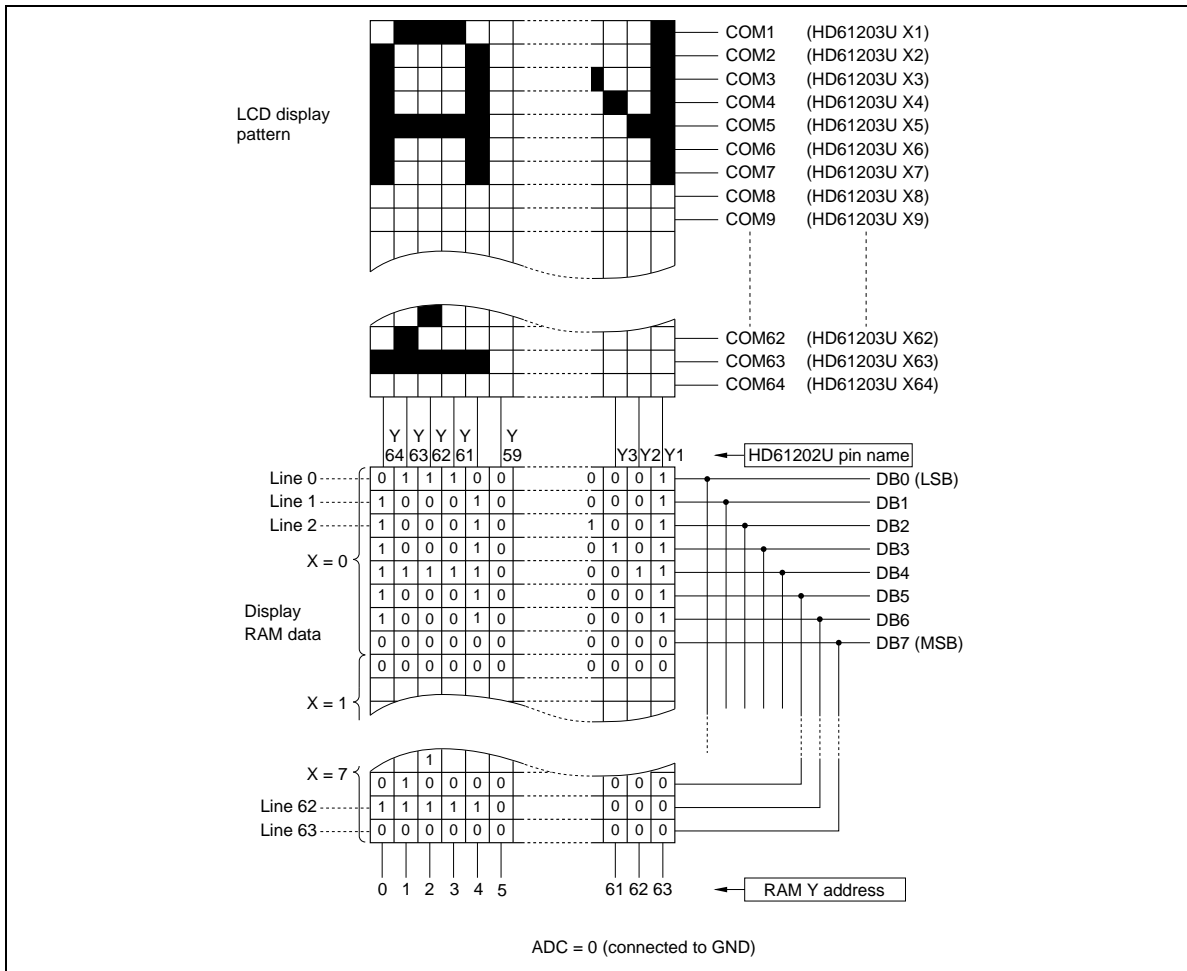 COM1 (HD61203U X1)
COM2 (HD61203U X2)
COM3 (HD61203U X3)
COM4 (HD61203U X4)
LCD display
pattern
COM5 (HD61203U X5)
COM6 (HD61203U X6)
COM7 (HD61203U X7)
COM8 (HD61203U X8)
COM9 (HD61203U X9)
COM62 (HD61203U X62)
COM63 (HD61203U X63)
COM64 (HD61203U X64)
Y Y Y Y Y
64 63 62 61 59 Y3 Y2 Y1 HD61202U pin name
Line 0 0 1 1 1 0 0 0 0 0 1 DB0 (LSB)
Line 1 1 0 0 0 1 0 0 0 0 1 DB1
Line 2 1 0 0 0 1 0 1 0 0 1 DB2
1 0 0 0 1 0 0 1 0 1 DB3
X = 0
1 1 1 1 1 0 0 0 1 1 DB4
1 0 0 0 1 0 0 0 0 1 DB5
Display
RAM data
1 0 0 0 1 0 0 0 0 1 DB6
0 0 0 0 0 0 0 0 0 0 DB7 (MSB)
0 0 0 0 0 0 0 0 0 0
X = 1
1
X = 7
0 1 0 0 0 0 0 0 0
Line 62 1 1 1 1 1 0 0 0 0
Line 63 0 0 0 0 0 0 0 0 0
0 1 2 3 4 5 61 62 63 RAM Y address
ADC = 0 (connected to GND)